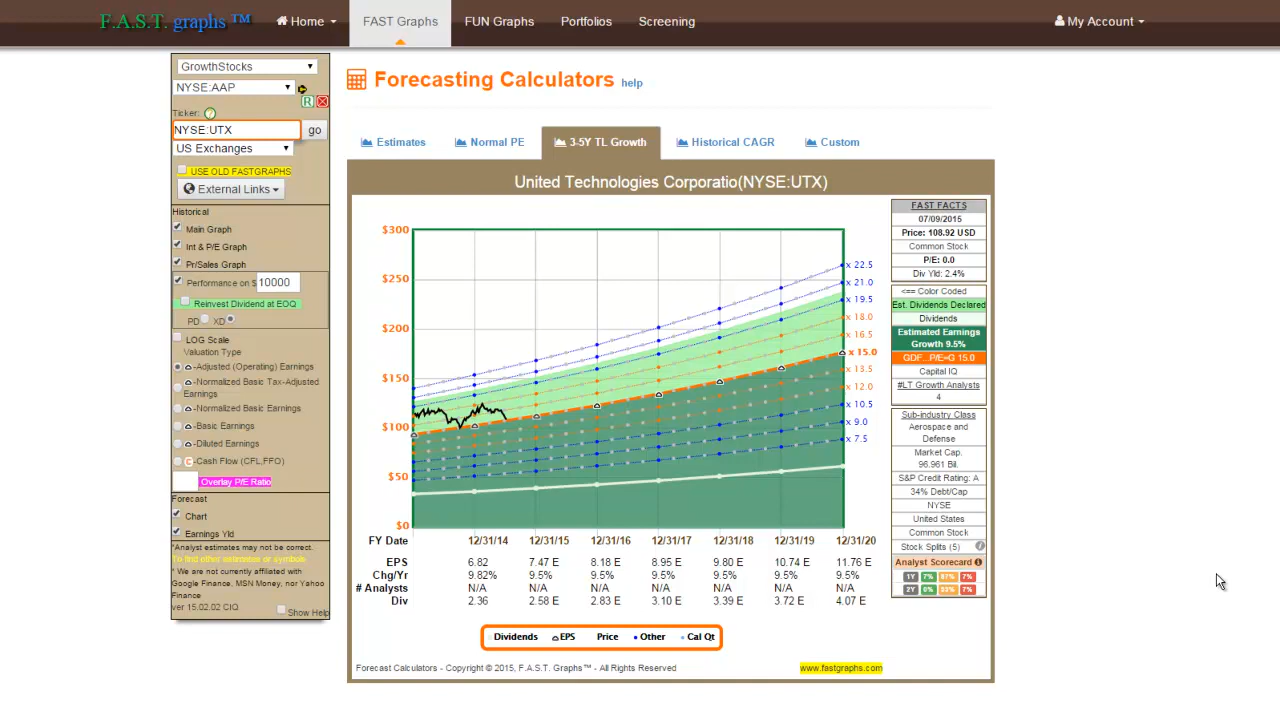 F.A.S.T. graphs ™
Home
FAST Graphs
FUN Graphs
Portfolios
Screening
My Account
GrowthStocks
NYSE:AAP
R
Ticker: ?
NYSE:UTX
go
US Exchanges
USE OLD FASTGRAPHS
External Links
Historical
Main Graph
Int & P/E Graph
Pr/Sales Graph
Performance on $ 10000
Reinvest Dividend at EOQ
PD XD
LOG Scale
Valuation Type
-Adjusted (Operating) Earnings
-Normalized Basic Tax-Adjusted
Earnings
-Normalized Basic Earnings
-Basic Earnings
-Diluted Earnings
-Cash Flow (CFL,FFO)
Overlay P/E Ratio
Forecast
Chart
Earnings Yld
*Analyst estimates may not be correct.
To find other estimates or symbols
* We are not currently affiliated with
Google Finance, MSN Money, nor Yahoo
Finance
ver 15.02.02 CIQ
Show Help
Forecasting Calculators help
Estimates
Normal PE
3-5Y TL Growth
Historical CAGR
Custom
United Technologies Corporatio(NYSE:UTX)
$300
$250
$200
$150
$100
$50
$0
x 22.5
x 21.0
x 19.5
x 18.0
x 16.5
x 15.0
x 13.5
x 12.0
x 10.5
x 9.0
x 7.5
FY Date 12/31/14 12/31/15 12/31/16 12/31/17 12/31/18 12/31/19 12/31/20
EPS 6.82 7.47 E 8.18 E 8.95 E 9.80 E 10.74 E 11.76 E
Chg/Yr 9.82% 9.5% 9.5% 9.5% 9.5% 9.5% 9.5%
# Analysts N/A N/A N/A N/A N/A N/A N/A
Div 2.36 2.58 E 2.83 E 3.10 E 3.39 E 3.72 E 4.07 E
Dividends EPS Price Other Cal Qt
Forecast Calculators - Copyright © 2015, F.A.S.T. Graphs™ - All Rights Reserved
www.fastgraphs.com
FAST FACTS
07/09/2015
Price: 108.92 USD
Common Stock
P/E: 0.0
Div Yld: 2.4%
<== Color Coded
Est. Dividends Declared
Dividends
Estimated Earnings
Growth 9.5%
GDF...P/E=G 15.0
Capital IQ
#LT Growth Analysts
4
Sub-industry Class
Aerospace and
Defense
Market Cap.
96.961 Bil.
S&P Credit Rating: A
34% Debt/Cap
NYSE
United States
Common Stock
Stock Splits (5)
Analyst Scorecard
1Y 7% 87% 7%
2Y 0% 93% 7%